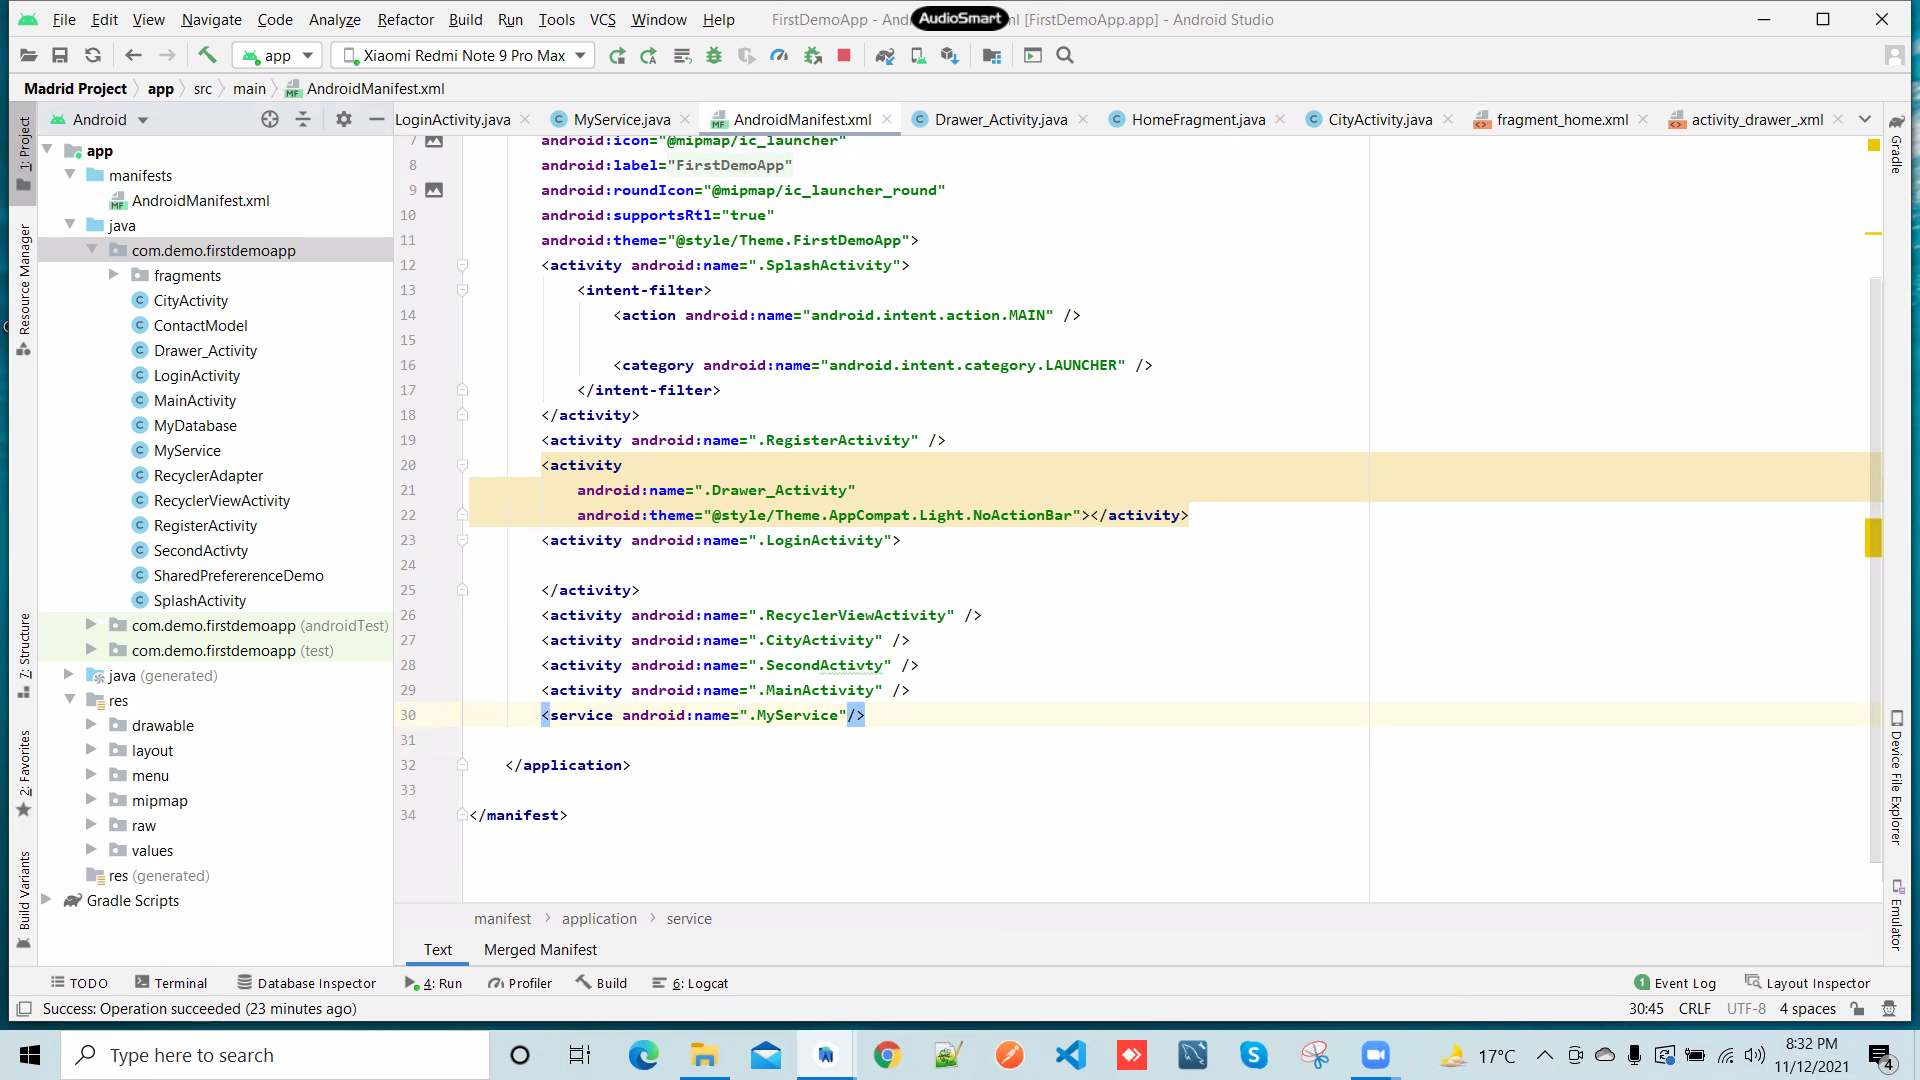 File Edit View Navigate Code Analyze Refactor Build Run Tools VCS Window Help FirstDemoApp - And AudioSmart ml [FirstDemoApp.app] - Android Studio
app Xiaomi Redmi Note 9 Pro Max
Madrid Project app src main AndroidManifest.xml
Android
LoginActivity.java MyService.java AndroidManifest.xml Drawer_Activity.java HomeFragment.java CityActivity.java fragment_home.xml activity_drawer_.xml
1: Project
Resource Manager
7: Structure
2: Favorites
Build Variants
app
manifests
AndroidManifest.xml
java
com.demo.firstdemoapp
fragments
CityActivity
ContactModel
Drawer_Activity
LoginActivity
MainActivity
MyDatabase
MyService
RecyclerAdapter
RecyclerViewActivity
RegisterActivity
SecondActivty
SharedPrefererenceDemo
SplashActivity
com.demo.firstdemoapp (androidTest)
com.demo.firstdemoapp (test)
java (generated)
res
drawable
layout
menu
mipmap
raw
values
res (generated)
Gradle Scripts
7 android:icon="@mipmap/ic_launcher"
8 android:label="FirstDemoApp"
9 android:roundIcon="@mipmap/ic_launcher_round"
10 android:supportsRtl="true"
11 android:theme="@style/Theme.FirstDemoApp">
12 <activity android:name=".SplashActivity">
13 <intent-filter>
14 <action android:name="android.intent.action.MAIN" />
15
16 <category android:name="android.intent.category.LAUNCHER" />
17 </intent-filter>
18 </activity>
19 <activity android:name=".RegisterActivity" />
20 <activity
21 android:name=".Drawer_Activity"
22 android:theme="@style/Theme.AppCompat.Light.NoActionBar"></activity>
23 <activity android:name=".LoginActivity">
24
25 </activity>
26 <activity android:name=".RecyclerViewActivity" />
27 <activity android:name=".CityActivity" />
28 <activity android:name=".SecondActivty" />
29 <activity android:name=".MainActivity" />
30 <service android:name=".MyService"/>
31
32 </application>
33
34 </manifest>
Gradle
Device File Explorer
Emulator
manifest application service
Text Merged Manifest
TODO Terminal Database Inspector 4: Run Profiler Build 6: Logcat 1 Event Log Layout Inspector
Success: Operation succeeded (23 minutes ago) 30:45 CRLF UTF-8 4 spaces
Type here to search 17°C 8:32 PM
11/12/2021 4